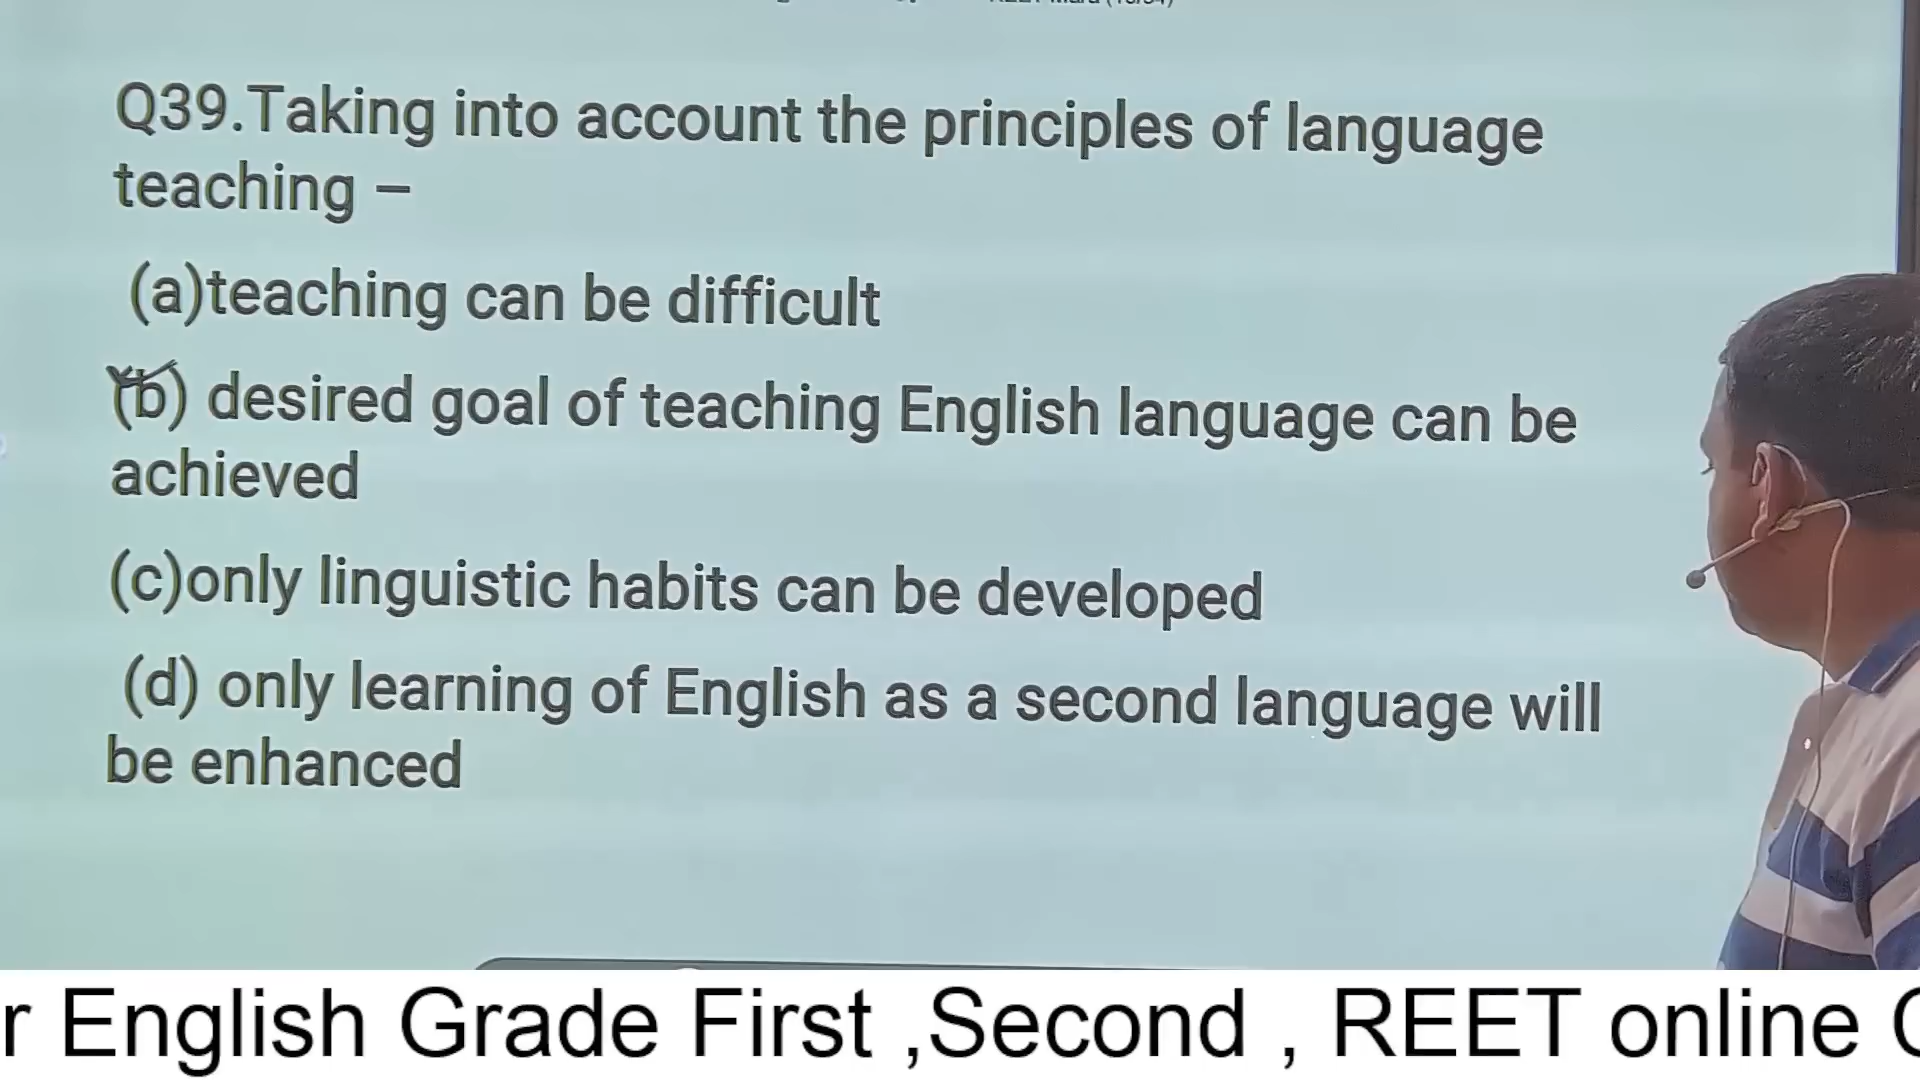 Q39.Taking into account the principles of language
teaching –
(a)teaching can be difficult
(b) desired goal of teaching English language can be
achieved
(c)only linguistic habits can be developed
(d) only learning of English as a second language will
be enhanced
r English Grade First ,Second , REET online